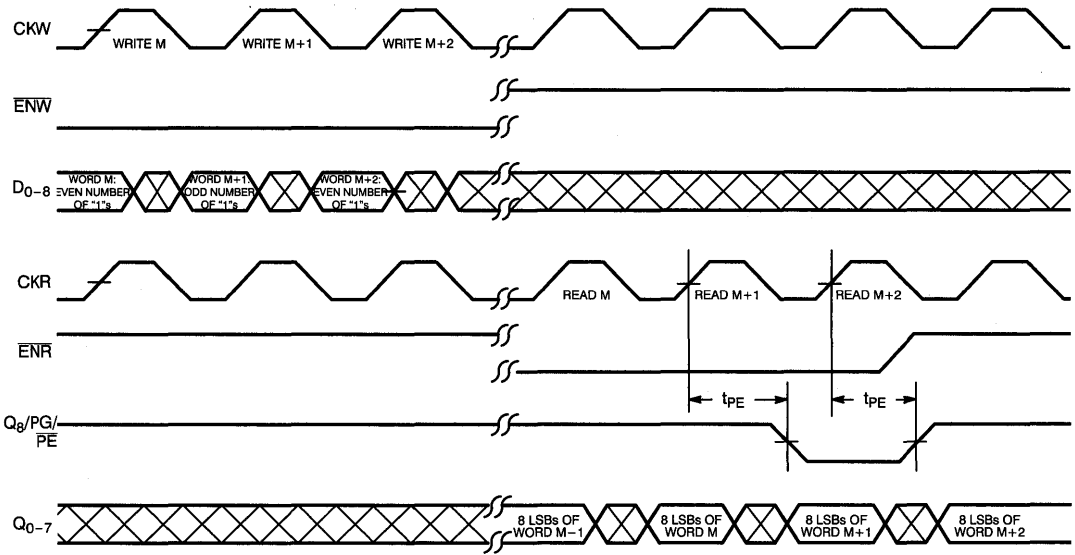 CKW
WRITE M WRITE M+1 WRITE M+2
ENW
D0–8
WORD M: EVEN NUMBER OF "1"s
WORD M+1: ODD NUMBER OF "1"s
WORD M+2: EVEN NUMBER OF "1"s
CKR
READ M READ M+1 READ M+2
ENR
tPE tPE
Q8/PG/
PE
Q0–7
8 LSBs OF WORD M–1
8 LSBs OF WORD M
8 LSBs OF WORD M+1
8 LSBs OF WORD M+2